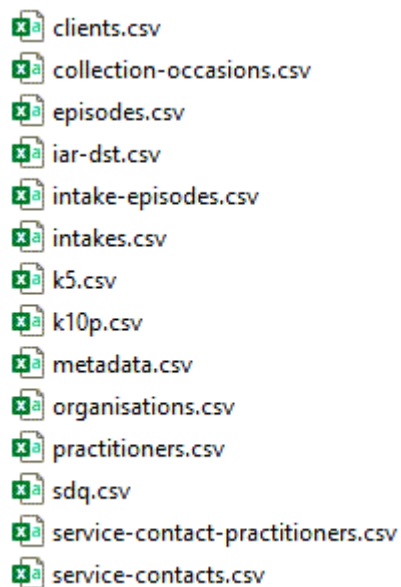 clients.csv
collection-occasions.csv
episodes.csv
iar-dst.csv
intake-episodes.csv
intakes.csv
k5.csv
k10p.csv
metadata.csv
organisations.csv
practitioners.csv
sdq.csv
service-contact-practitioners.csv
service-contacts.csv